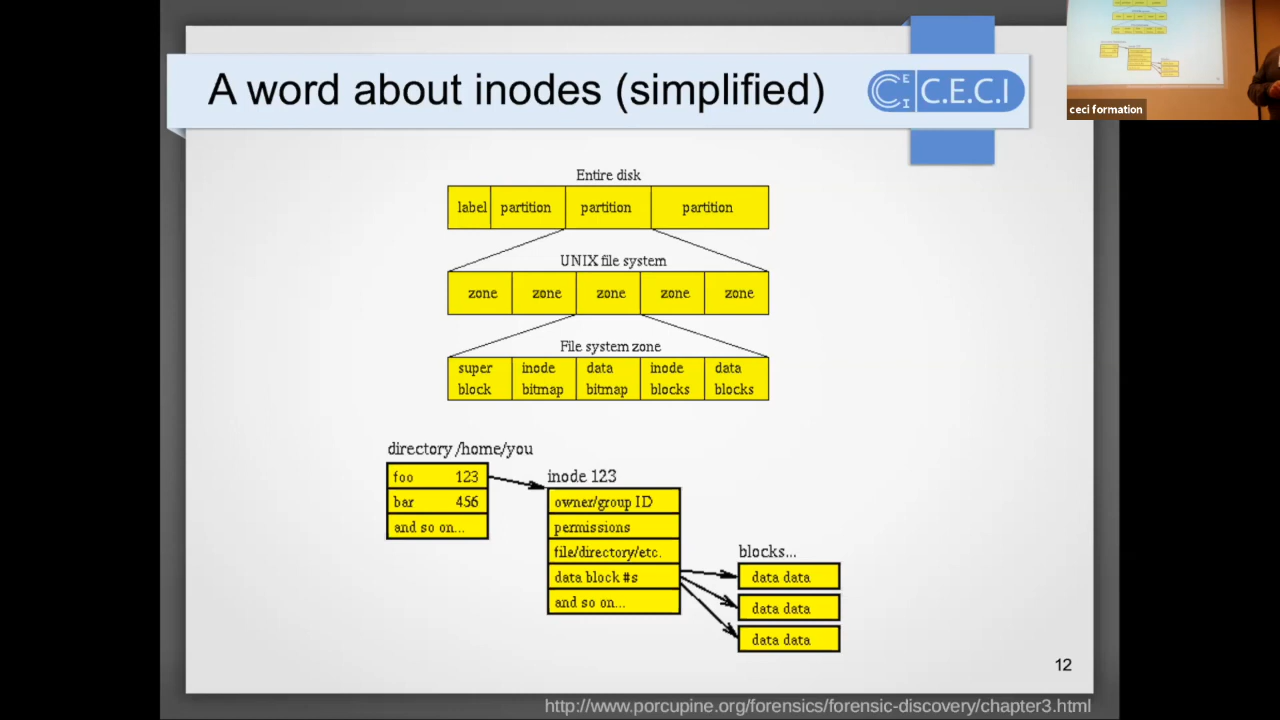 A word about inodes (simplified)
C E C I C.E.C.I
ceci formation
Entire disk
label partition partition partition
UNIX file system
zone zone zone zone zone
File system zone
super inode data inode data
block bitmap bitmap blocks blocks
directory /home/you
foo 123
bar 456
and so on...
inode 123
owner/group ID
permissions
file/directory/etc.
data block #s
and so on...
blocks...
data data
data data
data data
12
http://www.porcupine.org/forensics/forensic-discovery/chapter3.html